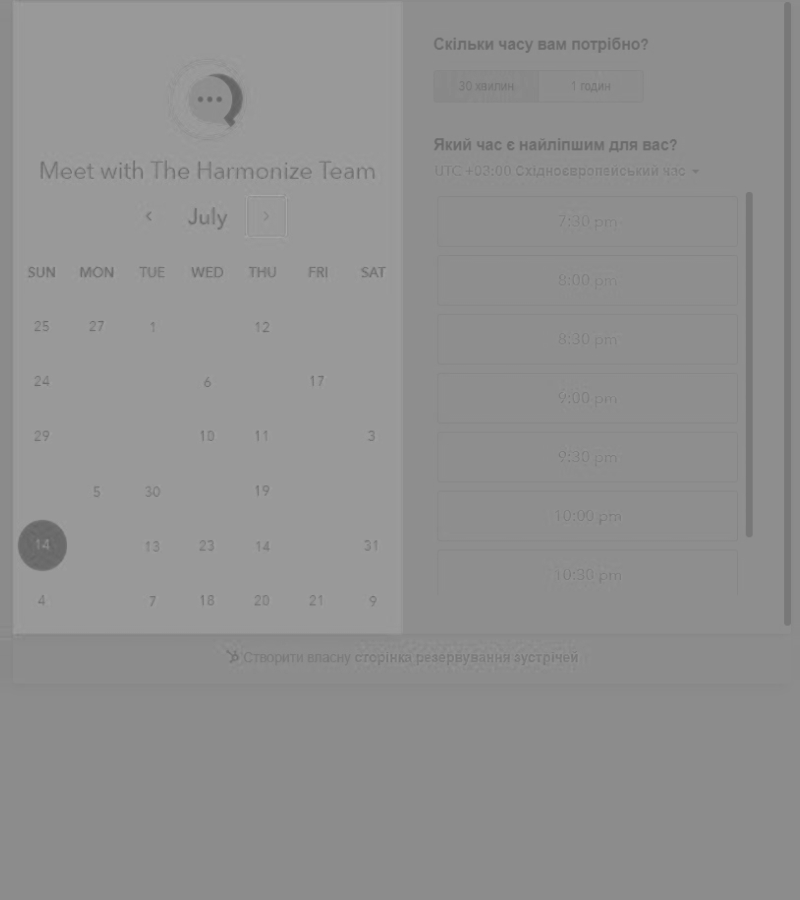 Meet with The Harmonize Team
July
SUN MON TUE WED THU FRI SAT
25 27 1 12
24 6 17
29 10 11 3
5 30 19
14 13 23 14 31
4 7 18 20 21 9
Скільки часу вам потрібно?
30 хвилин 1 годин
Який час є найліпшим для вас?
UTC +03:00 Східноєвропейський час
7:30 pm
8:00 pm
8:30 pm
9:00 pm
9:30 pm
10:00 pm
10:30 pm
Створити власну сторінка резервування зустрічей